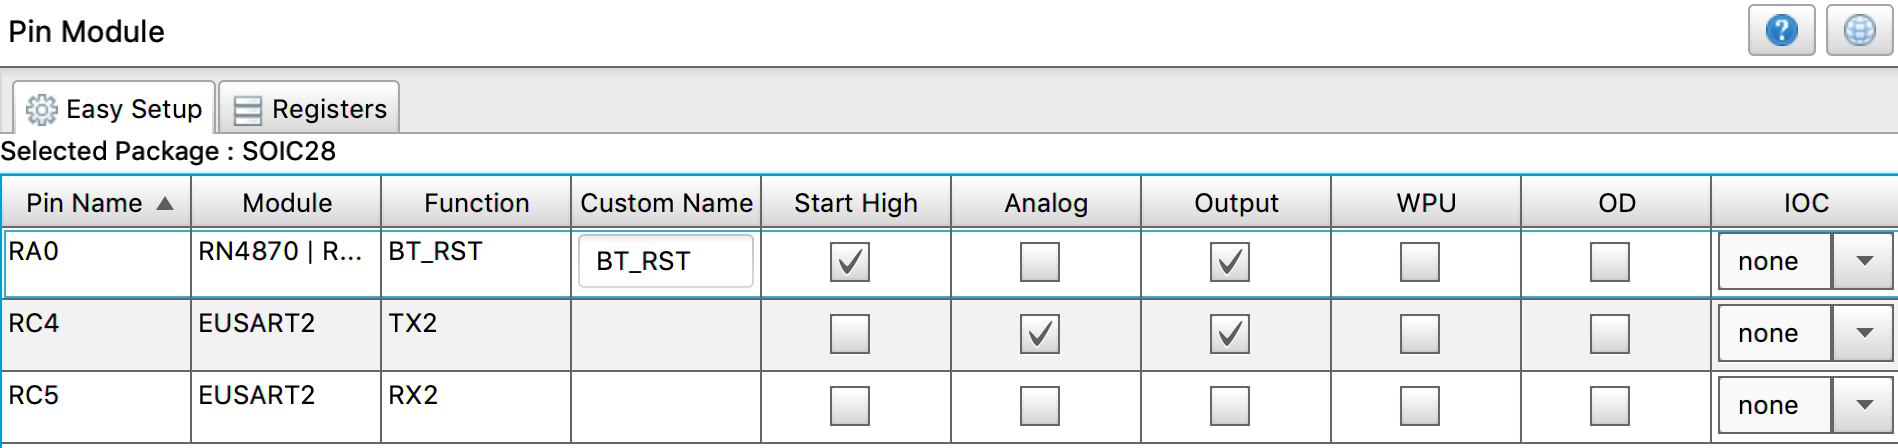 Pin Module
Easy Setup Registers
Selected Package : SOIC28
Pin Name Module Function Custom Name Start High Analog Output WPU OD IOC
RA0 RN4870 | R... BT_RST BT_RST none
RC4 EUSART2 TX2 none
RC5 EUSART2 RX2 none